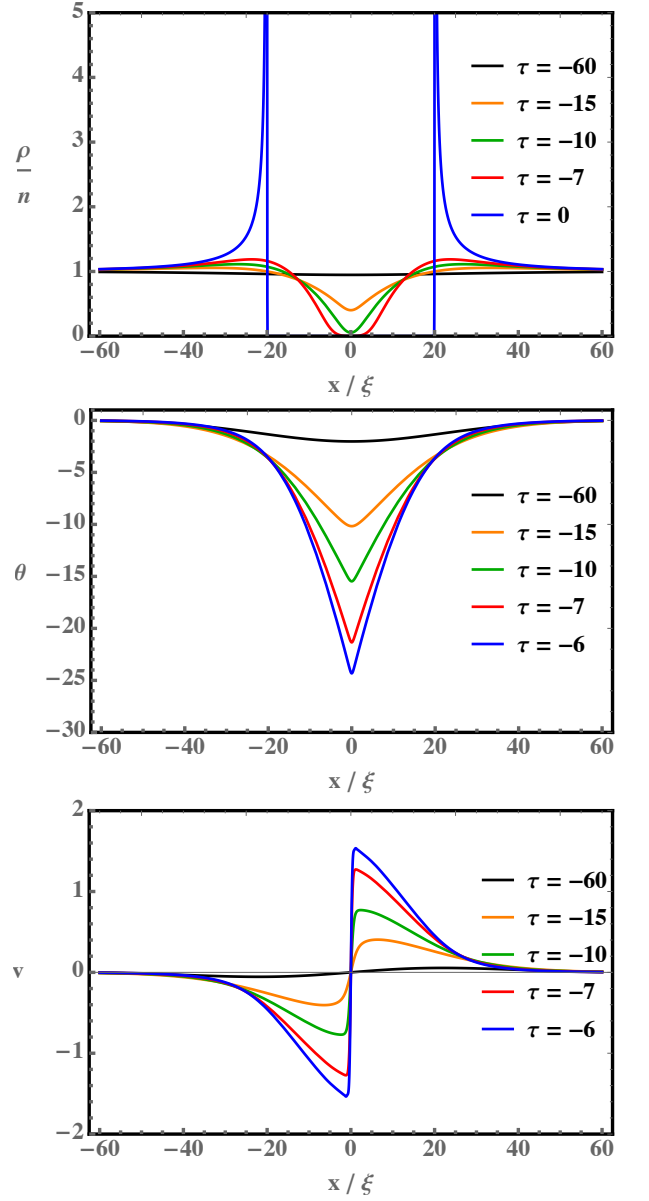 5
4
3
2
1
0
ρ
n
τ = −60
τ = −15
τ = −10
τ = −7
τ = 0
−60 −40 −20 0 20 40 60
x / ξ
0
−5
−10
−15
−20
−25
−30
θ
τ = −60
τ = −15
τ = −10
τ = −7
τ = −6
−60 −40 −20 0 20 40 60
x / ξ
2
1
0
−1
−2
v
τ = −60
τ = −15
τ = −10
τ = −7
τ = −6
−60 −40 −20 0 20 40 60
x / ξ